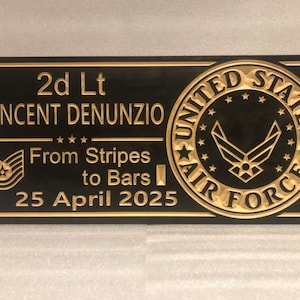 2d Lt
NCENT DENUNZIO
From Stripes
to Bars
25 April 2025
UNITED STATE
AIR FORCE